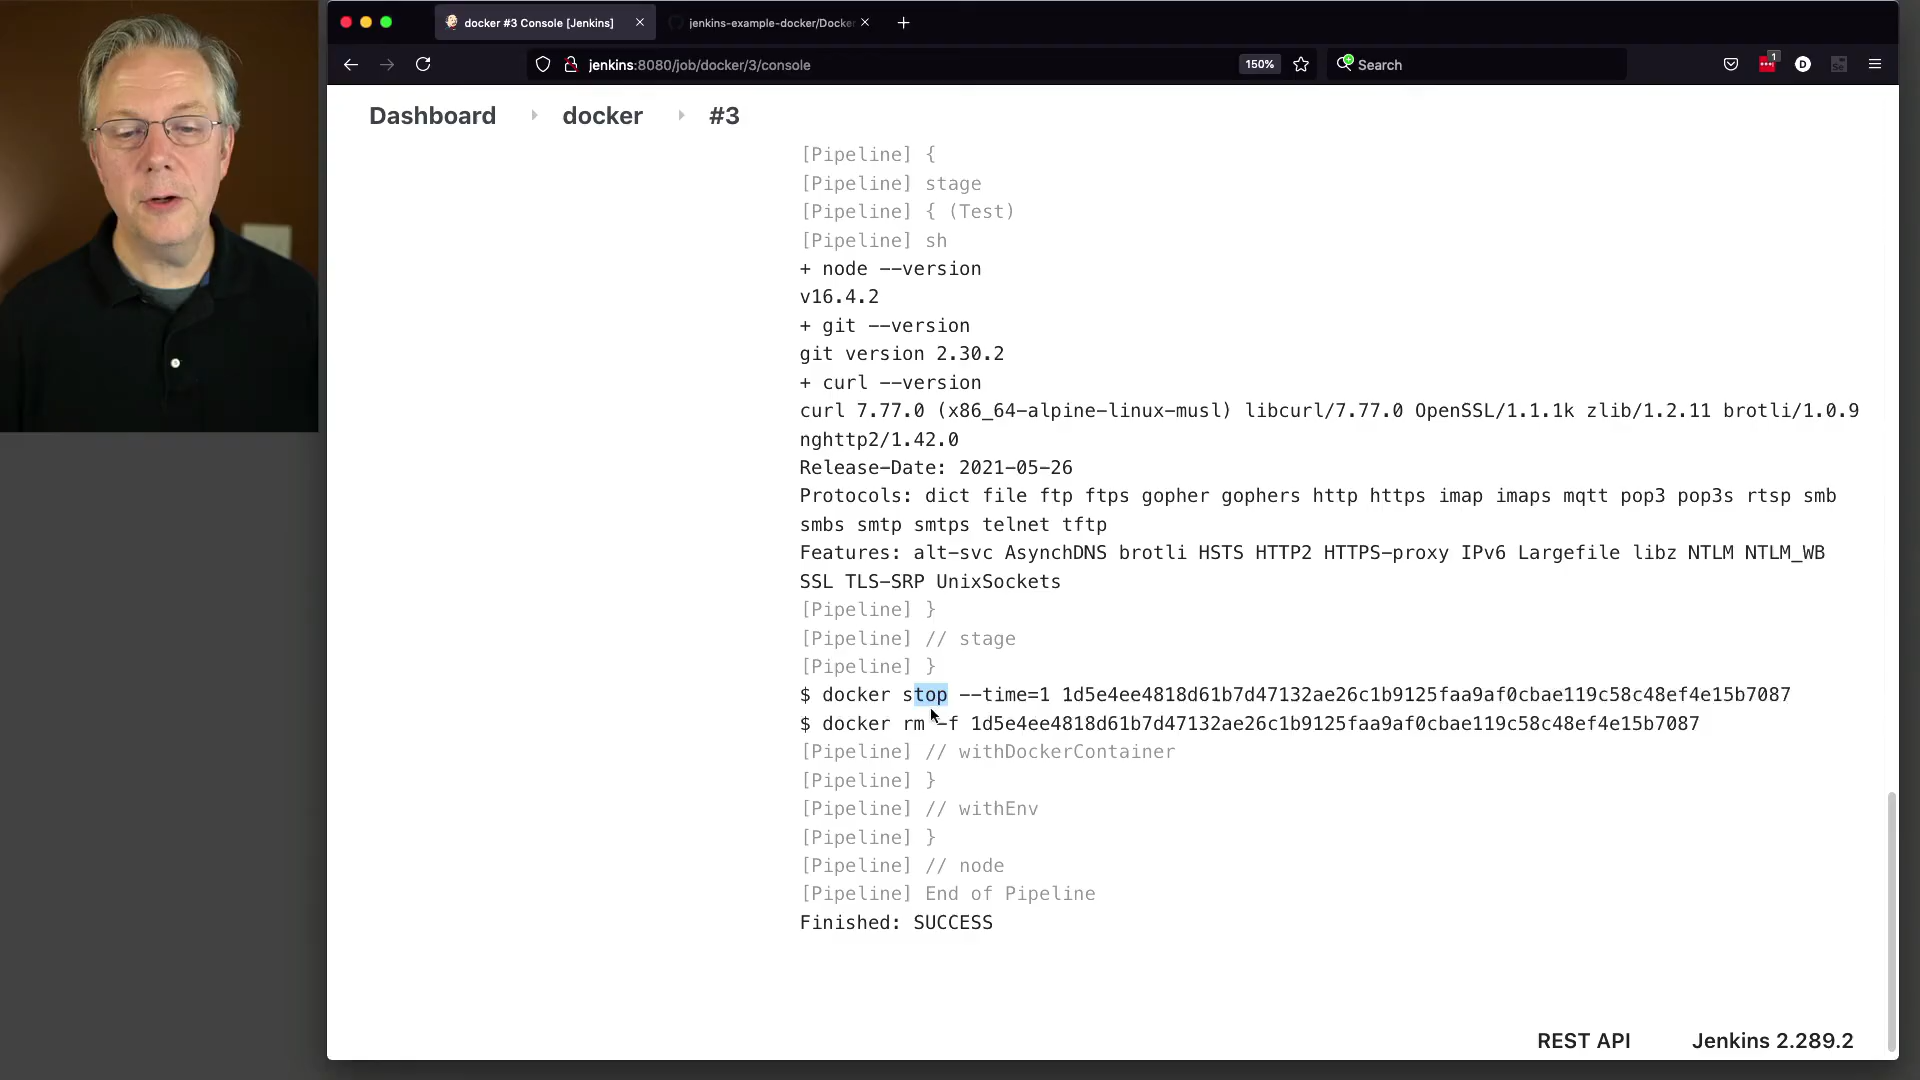 docker #3 Console [Jenkins]
jenkins-example-docker/Docker
jenkins:8080/job/docker/3/console
150%
Search
1
D
Dashboard
docker
#3
[Pipeline] {
[Pipeline] stage
[Pipeline] { (Test)
[Pipeline] sh
+ node --version
v16.4.2
+ git --version
git version 2.30.2
+ curl --version
curl 7.77.0 (x86_64-alpine-linux-musl) libcurl/7.77.0 OpenSSL/1.1.1k zlib/1.2.11 brotli/1.0.9
nghttp2/1.42.0
Release-Date: 2021-05-26
Protocols: dict file ftp ftps gopher gophers http https imap imaps mqtt pop3 pop3s rtsp smb
smbs smtp smtps telnet tftp
Features: alt-svc AsynchDNS brotli HSTS HTTP2 HTTPS-proxy IPv6 Largefile libz NTLM NTLM_WB
SSL TLS-SRP UnixSockets
[Pipeline] }
[Pipeline] // stage
[Pipeline] }
$ docker stop --time=1 1d5e4ee4818d61b7d47132ae26c1b9125faa9af0cbae119c58c48ef4e15b7087
$ docker rm -f 1d5e4ee4818d61b7d47132ae26c1b9125faa9af0cbae119c58c48ef4e15b7087
[Pipeline] // withDockerContainer
[Pipeline] }
[Pipeline] // withEnv
[Pipeline] }
[Pipeline] // node
[Pipeline] End of Pipeline
Finished: SUCCESS
REST API
Jenkins 2.289.2